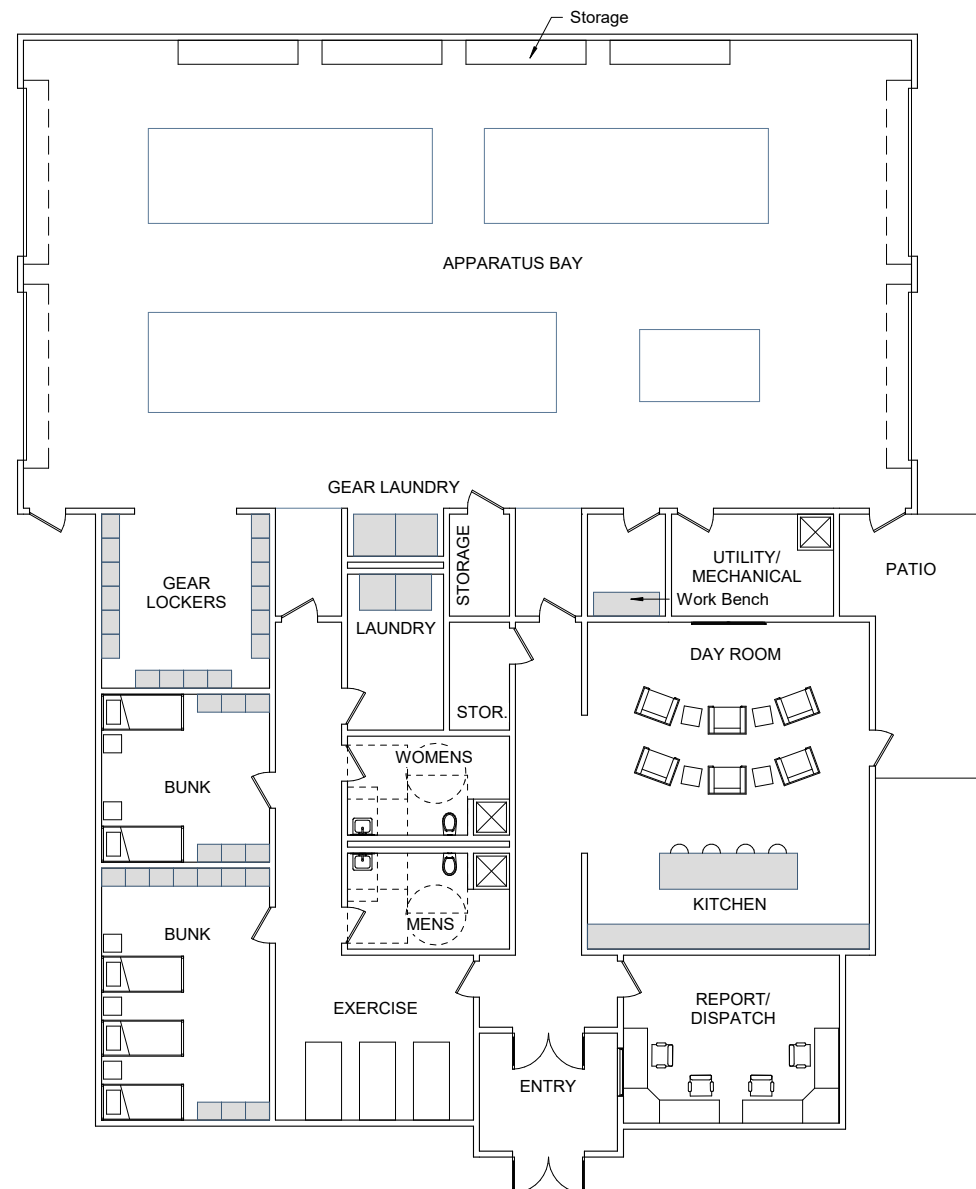 Storage
APPARATUS BAY
GEAR LAUNDRY
STORAGE
GEAR
LOCKERS
UTILITY/
MECHANICAL
PATIO
Work Bench
LAUNDRY
DAY ROOM
STOR.
WOMENS
BUNK
KITCHEN
MENS
BUNK
EXERCISE
REPORT/
DISPATCH
ENTRY